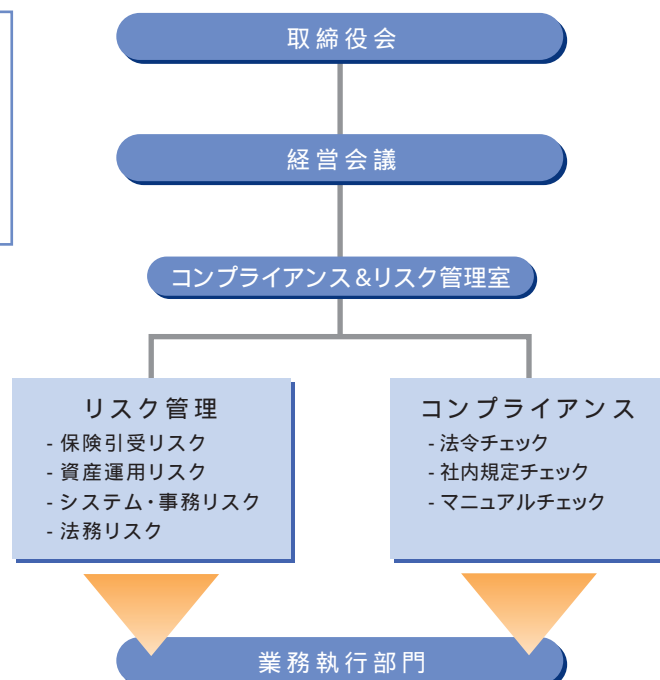 取締役会
経営会議
コンプライアンス&リスク管理室
リスク管理
- 保険引受リスク
- 資産運用リスク
- システム・事務リスク
- 法務リスク
コンプライアンス
- 法令チェック
- 社内規定チェック
- マニュアルチェック
業務執行部門